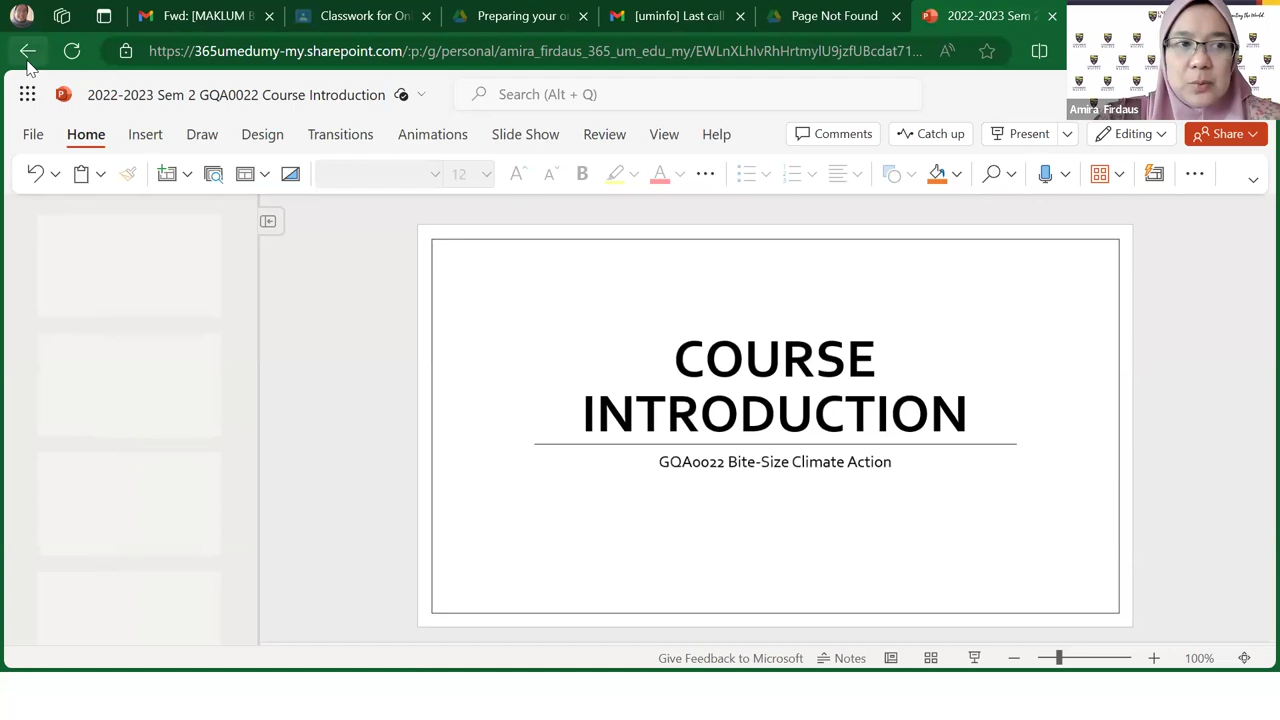 Fwd: [MAKLUM B
Classwork for Onl
Preparing your o
[uminfo] Last call
Page Not Found
2022-2023 Sem 2
https://365umedumy-my.sharepoint.com/:p:/g/personal/amira_firdaus_365_um_edu_my/EWLnXLhlvRhHrtmylU9jzfUBcdat71...
Amira Firdaus
2022-2023 Sem 2 GQA0022 Course Introduction
Search (Alt + Q)
File Home Insert Draw Design Transitions Animations Slide Show Review View Help
Comments Catch up Present Editing Share
12
COURSE
INTRODUCTION
GQA0022 Bite-Size Climate Action
Give Feedback to Microsoft Notes 100%